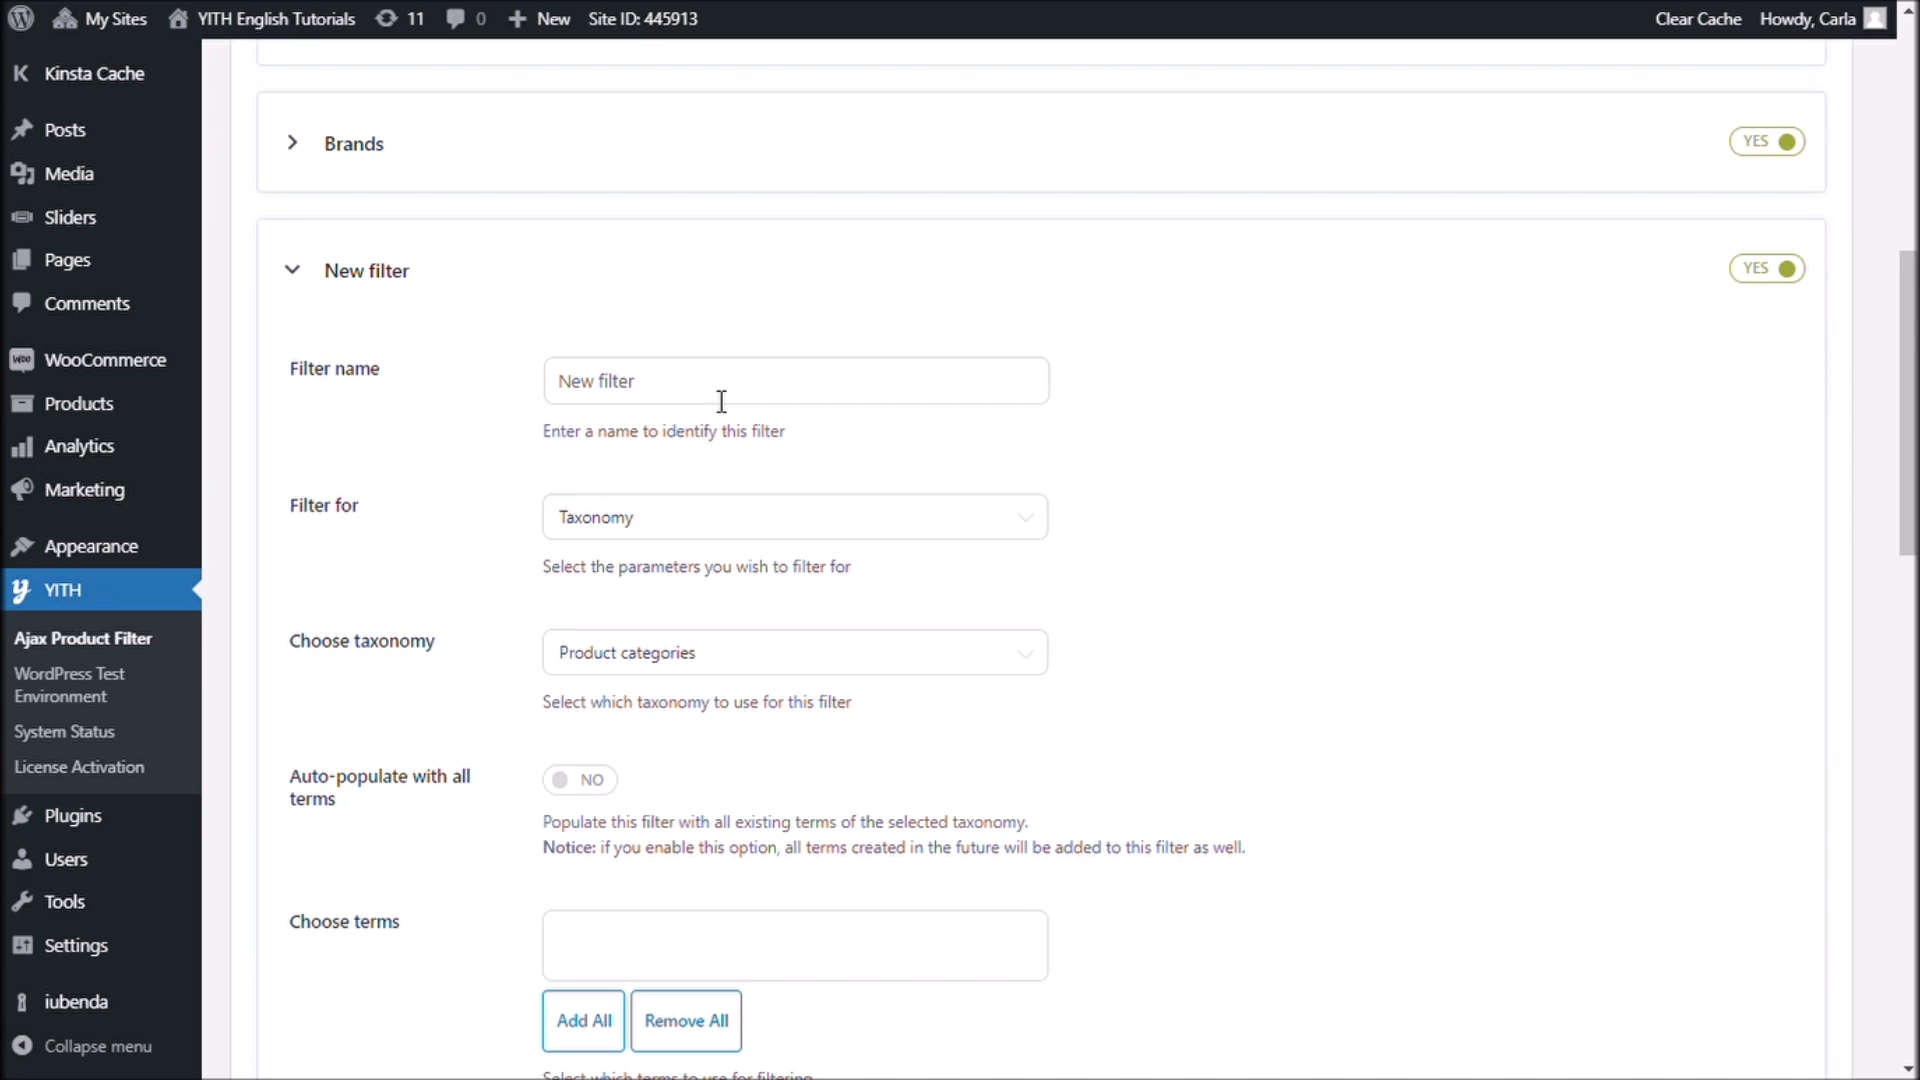 My Sites YITH English Tutorials 11 0 New Site ID: 445913 Clear Cache Howdy, Carla
Kinsta Cache
Posts
Media
Sliders
Pages
Comments
WooCommerce
Products
Analytics
Marketing
Appearance
YITH
Ajax Product Filter
WordPress Test
Environment
System Status
License Activation
Plugins
Users
Tools
Settings
iubenda
Collapse menu
Brands YES
New filter YES
Filter name
New filter
Enter a name to identify this filter
Filter for
Taxonomy
Select the parameters you wish to filter for
Choose taxonomy
Product categories
Select which taxonomy to use for this filter
Auto-populate with all
terms
NO
Populate this filter with all existing terms of the selected taxonomy.
Notice: if you enable this option, all terms created in the future will be added to this filter as well.
Choose terms
Add All Remove All
Select which terms to use for filtering